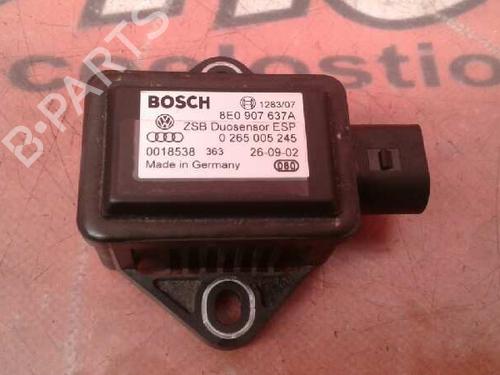 BOSCH 1283/07
8E0 907 637A
ZSB Duosensor ESP
0 265 005 245
0018538 363 26-09-02
Made in Germany 080
B-PARTS